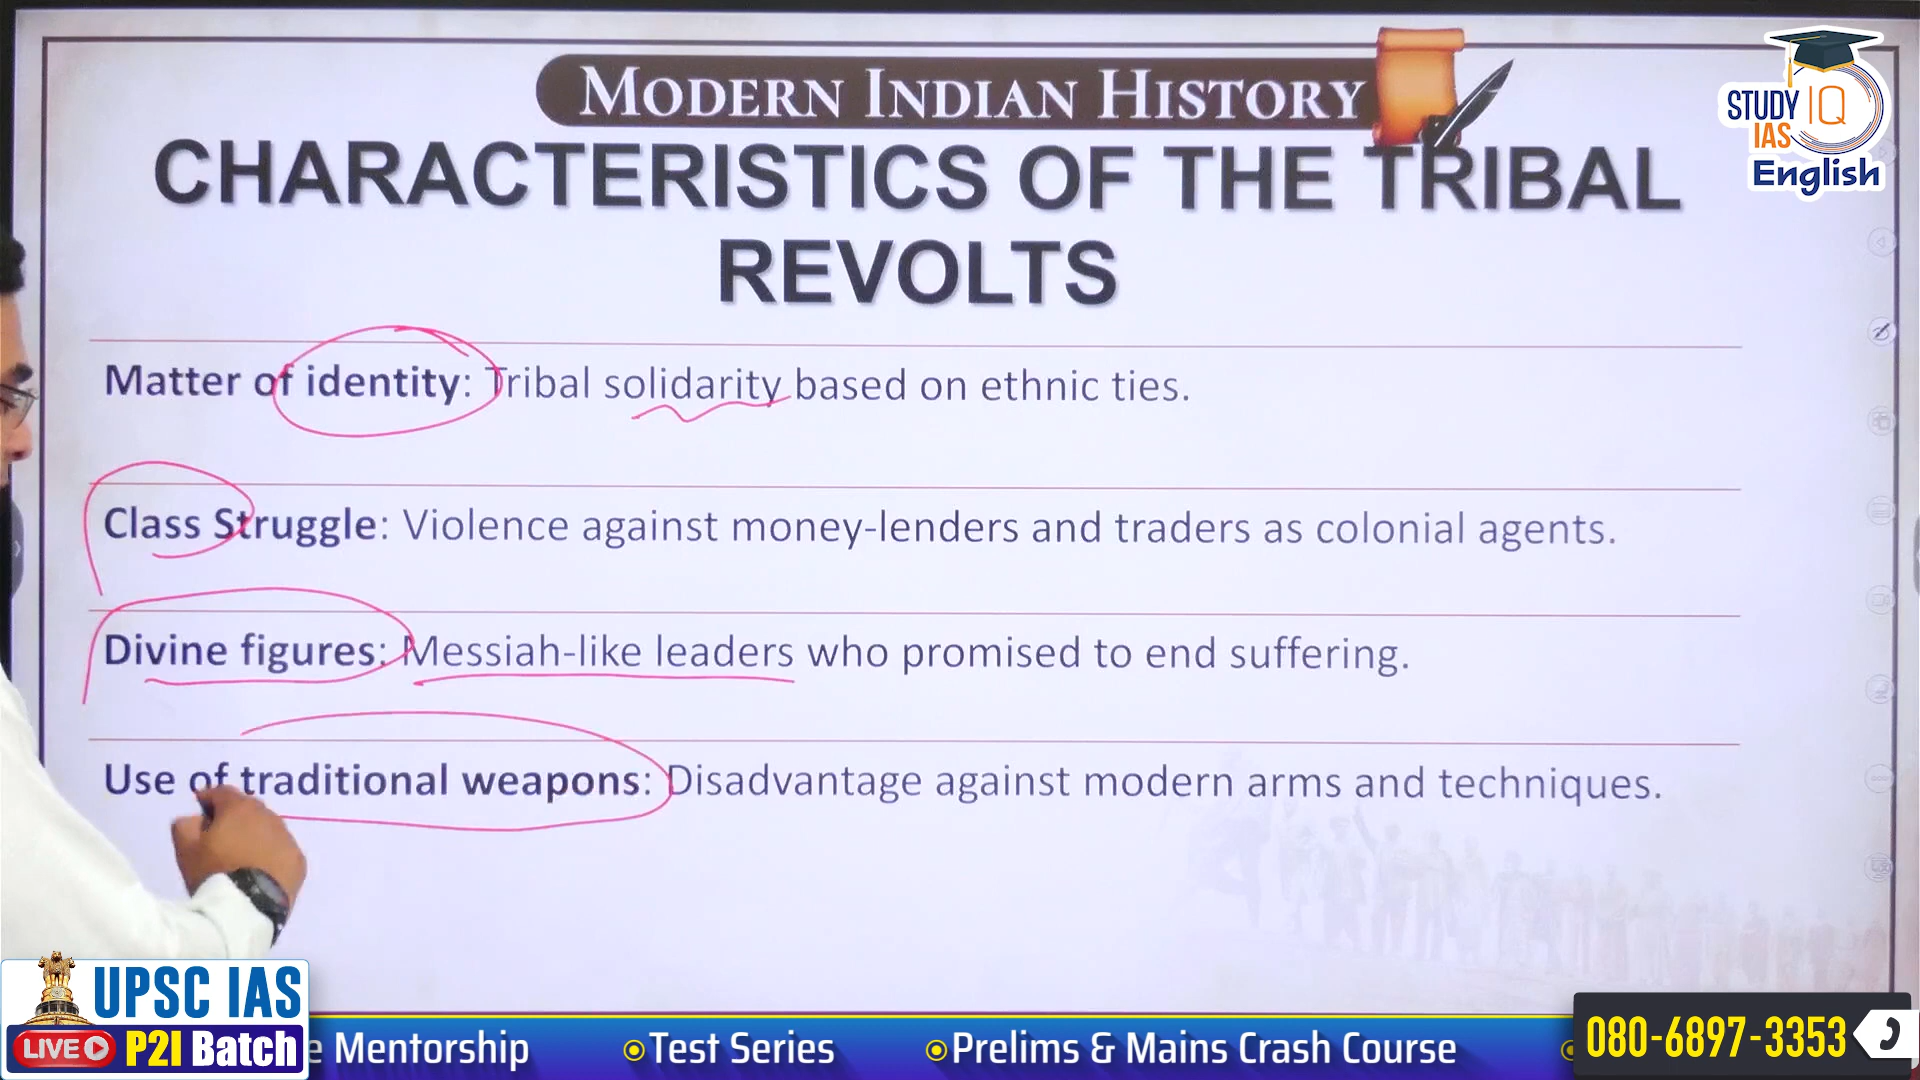 MODERN INDIAN HISTORY
STUDY IQ
IAS
English
CHARACTERISTICS OF THE TRIBAL
REVOLTS
Matter of identity: Tribal solidarity based on ethnic ties.
Class Struggle: Violence against money-lenders and traders as colonial agents.
Divine figures: Messiah-like leaders who promised to end suffering.
Use of traditional weapons: Disadvantage against modern arms and techniques.
UPSC IAS
LIVE P2I Batch
e Mentorship Test Series Prelims & Mains Crash Course
080-6897-3353